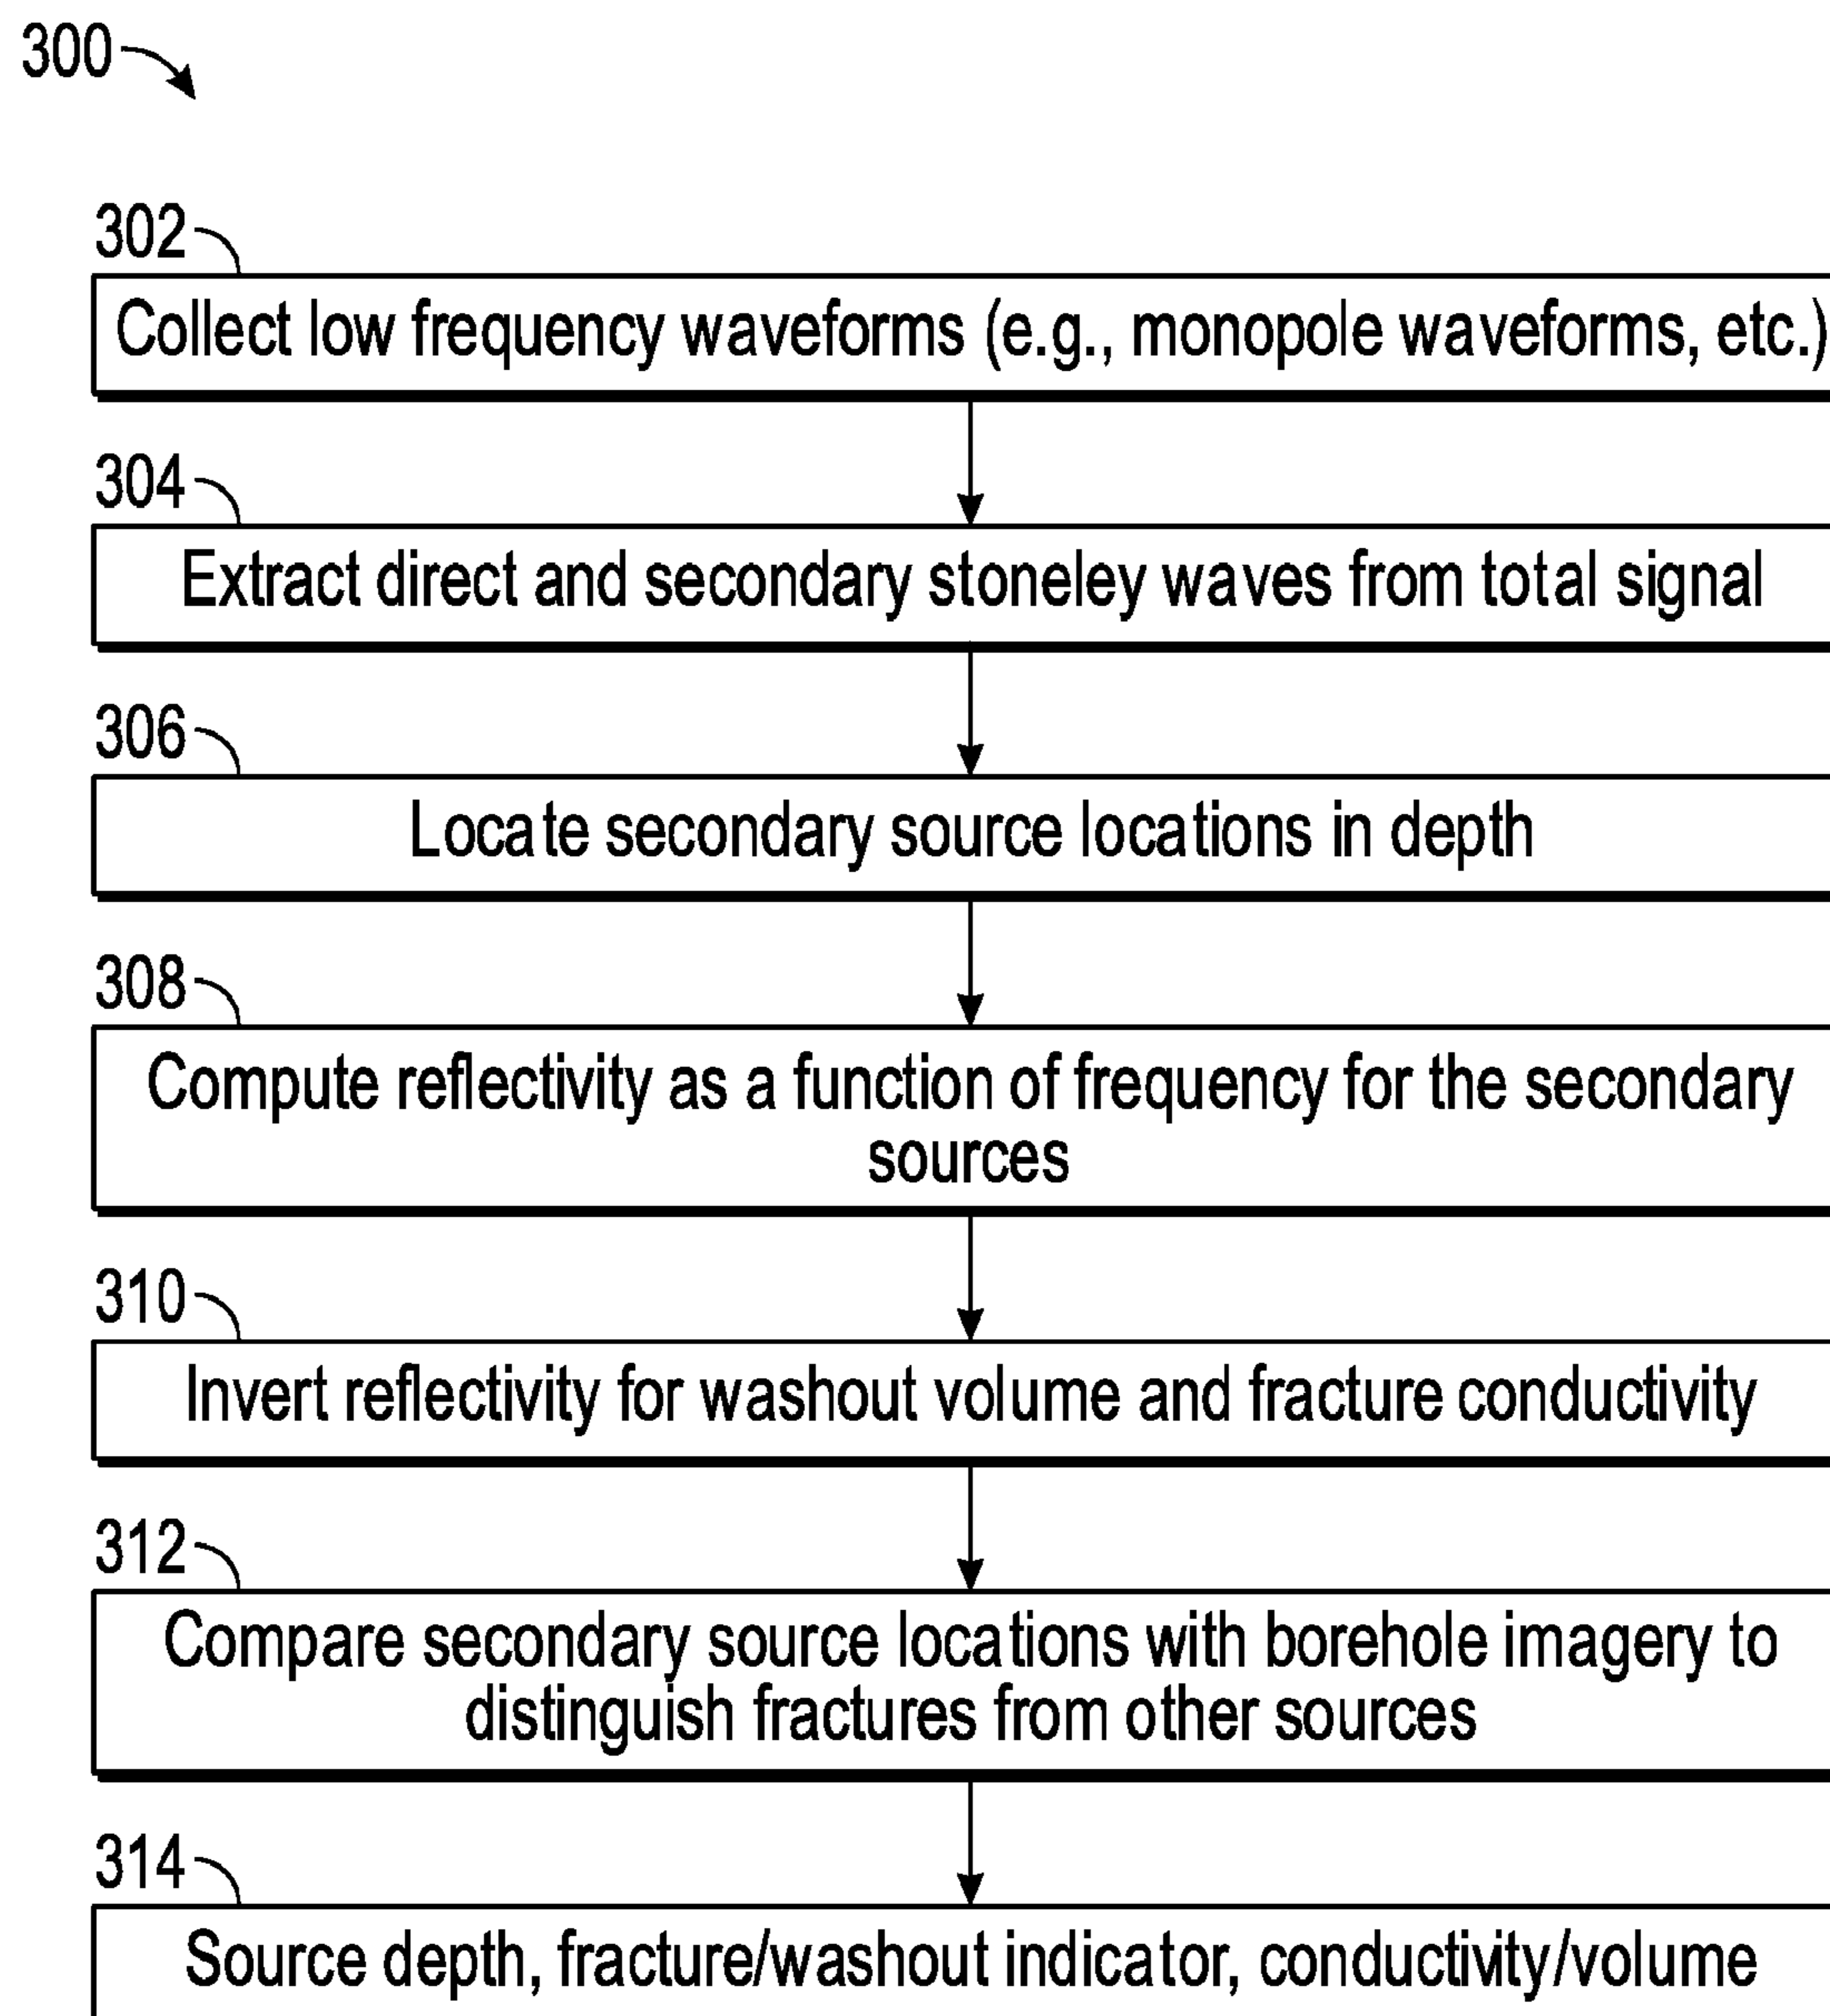 300
302
Collect low frequency waveforms (e.g., monopole waveforms, etc.)
304
Extract direct and secondary stoneley waves from total signal
306
Locate secondary source locations in depth
308
Compute reflectivity as a function of frequency for the secondary
sources
310
Invert reflectivity for washout volume and fracture conductivity
312
Compare secondary source locations with borehole imagery to
distinguish fractures from other sources
314
Source depth, fracture/washout indicator, conductivity/volume